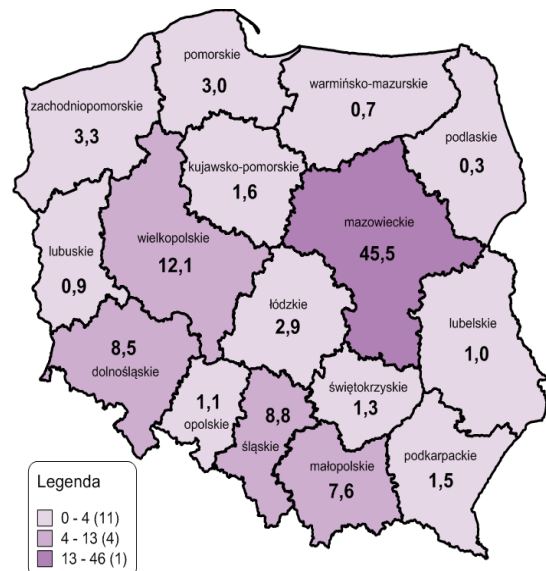 pomorskie
3,0
warmińsko-mazurskie
0,7
zachodniopomorskie
3,3
podlaskie
0,3
kujawsko-pomorskie
1,6
mazowieckie
45,5
wielkopolskie
12,1
lubuskie
0,9
łódzkie
2,9
lubelskie
1,0
8,5
dolnośląskie
1,1
opolskie
8,8
śląskie
świętokrzyskie
1,3
małopolskie
7,6
podkarpackie
1,5
Legenda
0 - 4 (11)
4 - 13 (4)
13 - 46 (1)